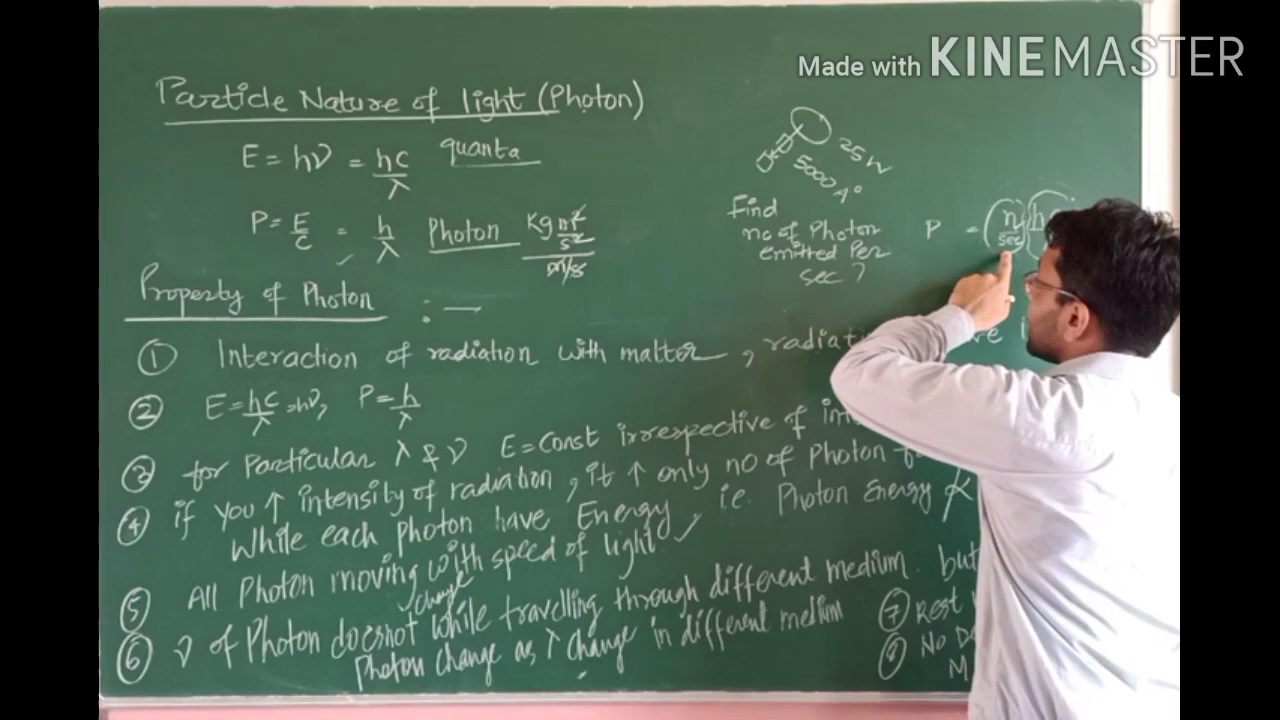 Made with KINEMASTER
Particle Nature of light (Photon)
E = hν = hc/λ quanta
P = E/c = h/λ Photon Kg m²/s² / m/s
Property of Photon :—
① Interaction of radiation with matter,
② E = hc/λ = hν, P = h/λ
③ for Particular λ & ν E = Const irrespective of
④ if you ↑ intensity of radiation, it ↑ only no of Photon
While each photon have Energy, i.e. Photon Energy
⑤ All Photon moving with speed of light
change
⑥ ν of Photon doesnot while travelling through different medium. but
Photon change as λ change in different medium
⑦ Rest
⑧ No
25W
5000 A°
Find
no of Photon
emitted Per
sec ?
P = (n/sec)